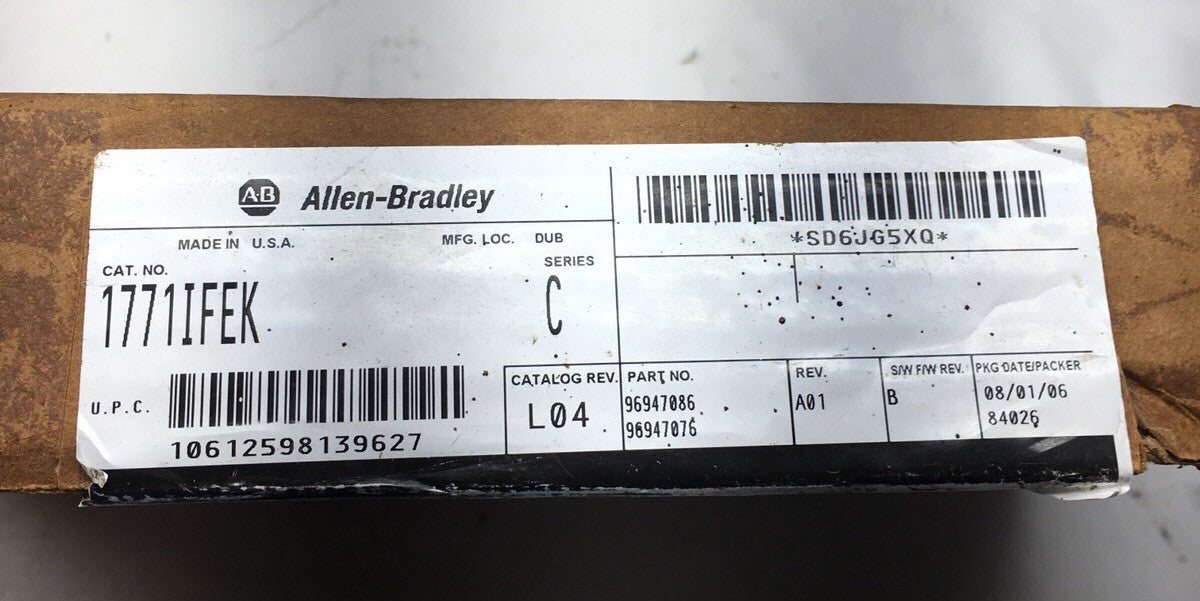 A·B Allen-Bradley
*SD6JG5XQ*
MADE IN U.S.A.
MFG. LOC. DUB
CAT. NO.
SERIES
1771IFEK
C
U.P.C.
10612598139627
CATALOG REV.
L04
PART NO.
96947086
96947076
REV.
A01
S/W F/W REV.
B
PKG DATE/PACKER
08/01/06
84026